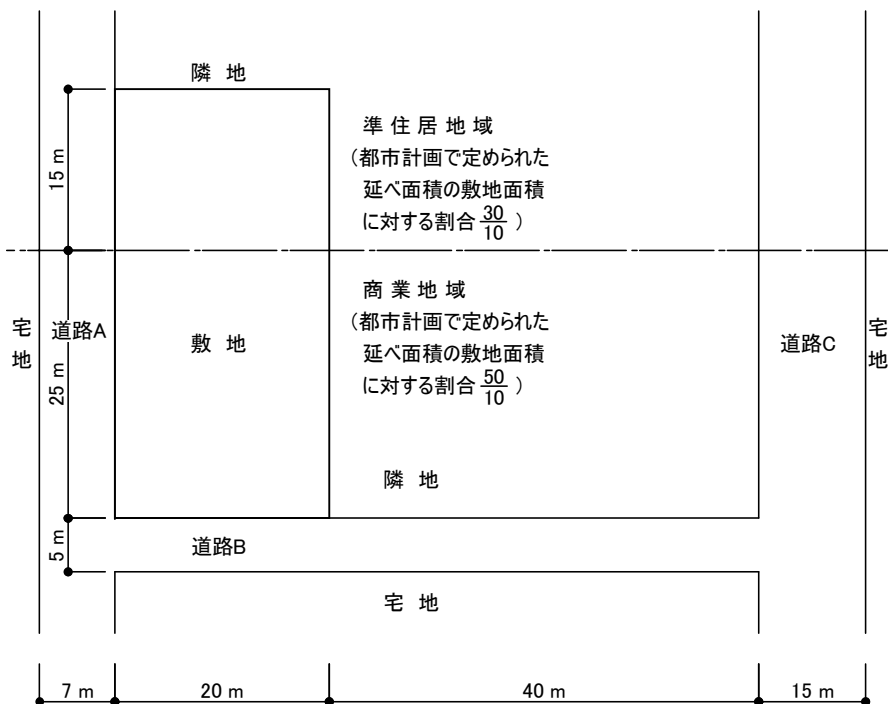 隣 地
準 住 居 地 域
（都市計画で定められた
延べ面積の敷地面積
に対する割合 30/10 ）
15 m
商 業 地 域
（都市計画で定められた
延べ面積の敷地面積
に対する割合 50/10 ）
宅
地
道路A
敷 地
25 m
道路C
宅
地
隣 地
5 m
道路B
宅 地
7 m
20 m
40 m
15 m